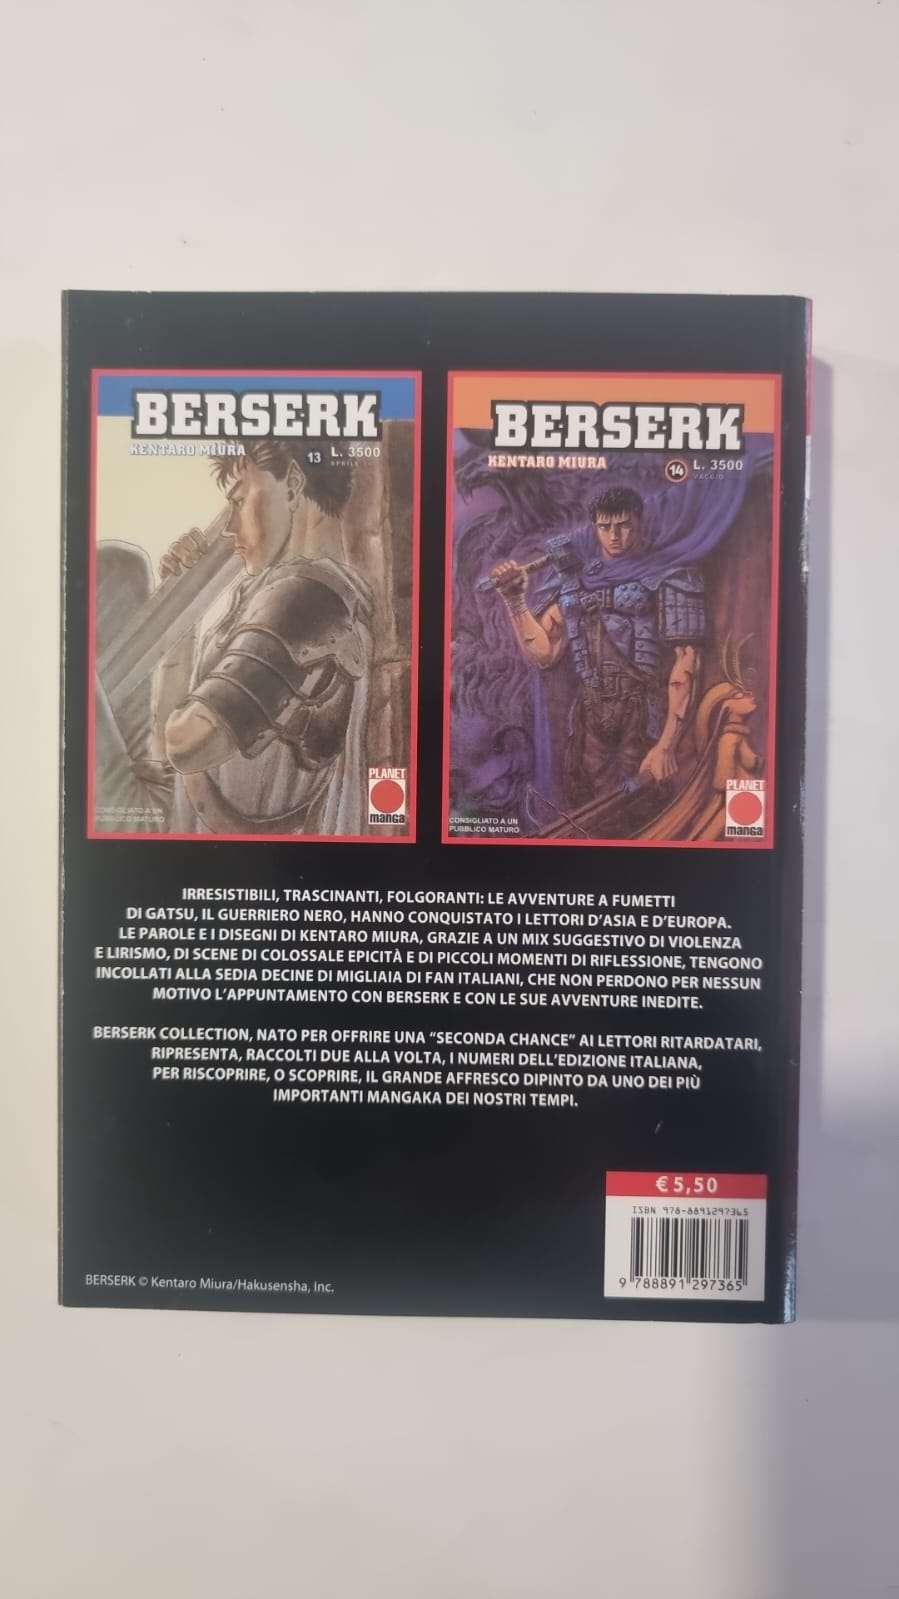 BERSERK
KENTARO MIURA
13
L. 3500
APRILE
CONSIGLIATO A UN
PUBBLICO MATURO
PLANET
manga
BERSERK
KENTARO MIURA
14
L. 3500
MAGGIO
CONSIGLIATO A UN
PUBBLICO MATURO
PLANET
manga
IRRESISTIBILI, TRASCINANTI, FOLGORANTI: LE AVVENTURE A FUMETTI
DI GATSU, IL GUERRIERO NERO, HANNO CONQUISTATO I LETTORI D'ASIA E D'EUROPA.
LE PAROLE E I DISEGNI DI KENTARO MIURA, GRAZIE A UN MIX SUGGESTIVO DI VIOLENZA
E LIRISMO, DI SCENE DI COLOSSALE EPICITÀ E DI PICCOLI MOMENTI DI RIFLESSIONE, TENGONO
INCOLLATI ALLA SEDIA DECINE DI MIGLIAIA DI FAN ITALIANI, CHE NON PERDONO PER NESSUN
MOTIVO L'APPUNTAMENTO CON BERSERK E CON LE SUE AVVENTURE INEDITE.
BERSERK COLLECTION, NATO PER OFFRIRE UNA "SECONDA CHANCE" AI LETTORI RITARDATARI,
RIPRESENTA, RACCOLTI DUE ALLA VOLTA, I NUMERI DELL'EDIZIONE ITALIANA,
PER RISCOPRIRE, O SCOPRIRE, IL GRANDE AFFRESCO DIPINTO DA UNO DEI PIÙ
IMPORTANTI MANGAKA DEI NOSTRI TEMPI.
€ 5,50
ISBN 978-8891297365
9 788891 297365
BERSERK © Kentaro Miura/Hakusensha, Inc.